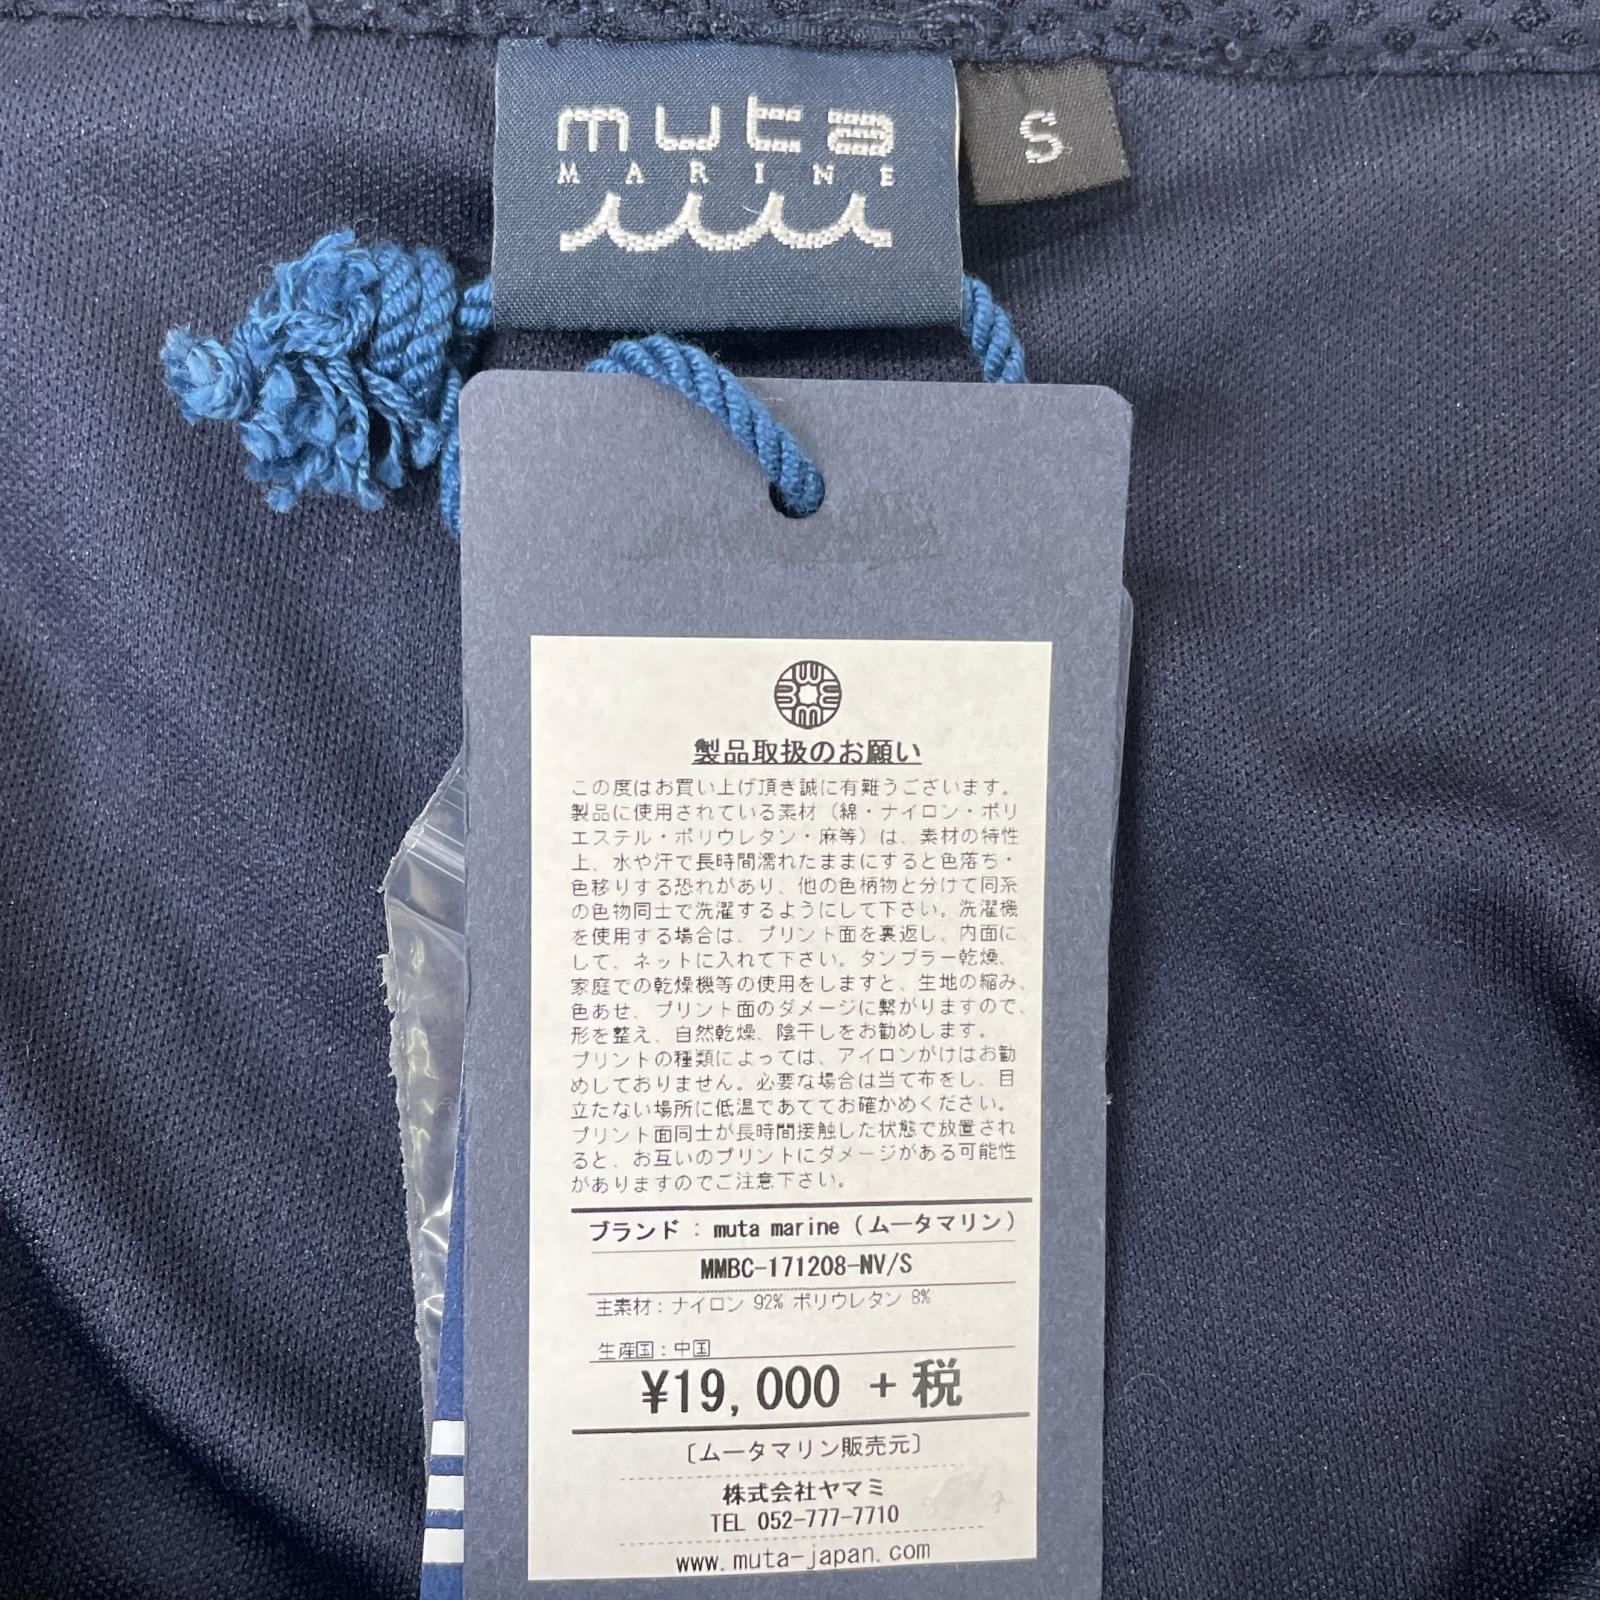 muta
MARINE
S
製品取扱のお願い
この度はお買い上げ頂き誠に有難うございます。
製品に使用されている素材(綿・ナイロン・ポリ
エステル・ポリウレタン・麻等)は、素材の特性
上、水や汗で長時間濡れたままにすると色落ち・
色移りする恐れがあり、他の色柄物と分けて同系
の色物同士で洗濯するようにして下さい。洗濯機
を使用する場合は、プリント面を裏返し、内面に
して、ネットに入れて下さい。タンブラー乾燥、
家庭での乾燥機等の使用をしますと、生地の縮み、
色あせ、プリント面のダメージに繋がりますので、
形を整え、自然乾燥、陰干しをお勧めします。
プリントの種類によっては、アイロンがけはお勧
めしておりません。必要な場合は当て布をし、目
立たない場所に低温であててお確かめください。
プリント面同士が長時間接触した状態で放置され
ると、お互いのプリントにダメージがある可能性
がありますのでご注意下さい。
ブランド : muta marine (ムータマリン)
MMBC-171208-NV/S
主素材:ナイロン 92% ポリウレタン 8%
生産国:中国
¥19,000 +税
〔ムータマリン販売元〕
株式会社ヤマミ
TEL 052-777-7710
www.muta-japan.com